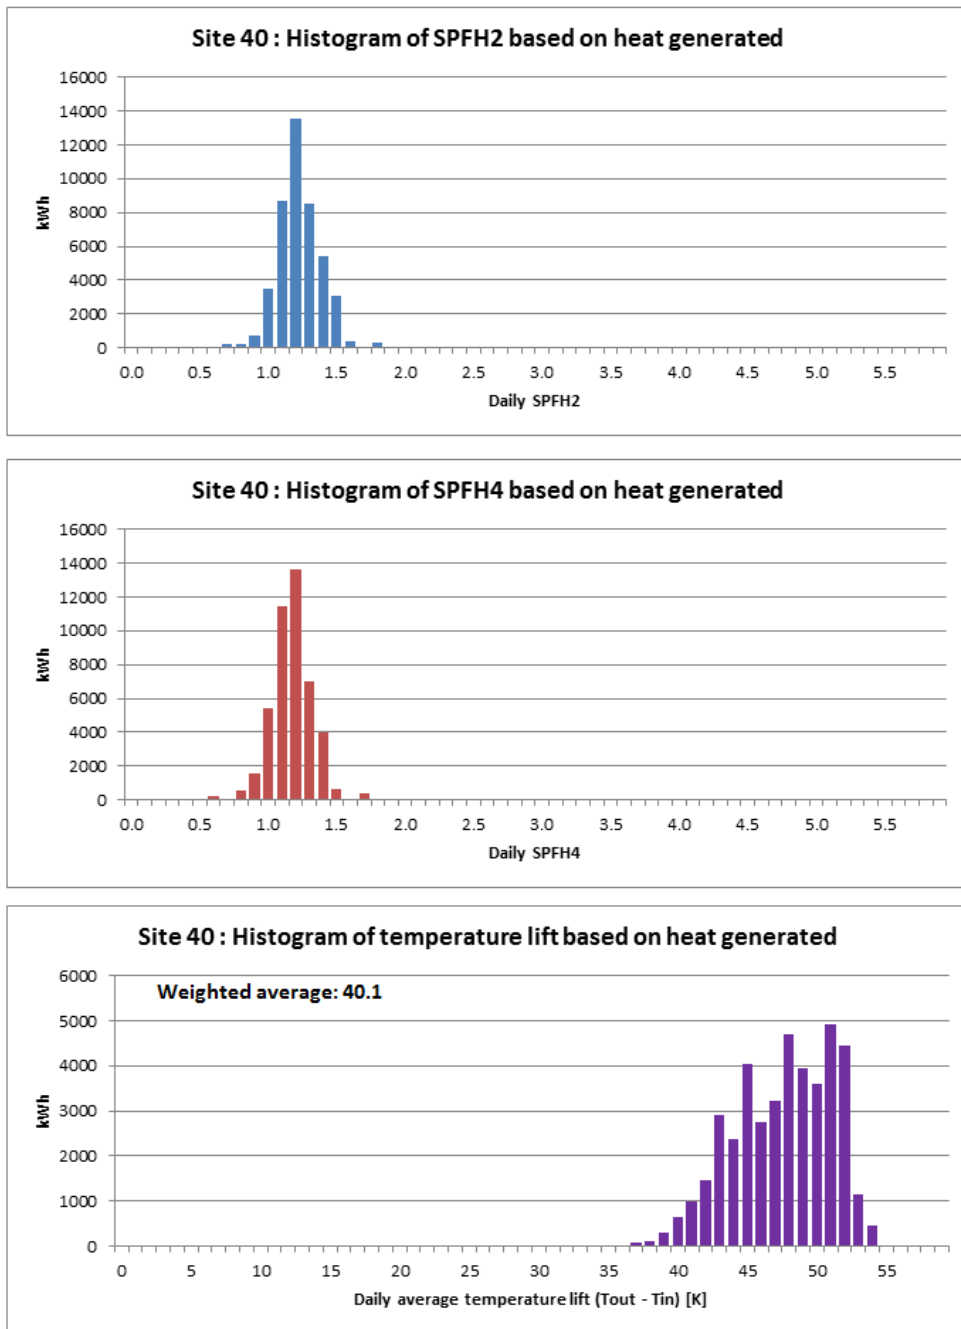 Site 40 : Histogram of SPFH2 based on heat generated
16000
14000
12000
10000
8000
6000
4000
2000
0
kWh
0.0 0.5 1.0 1.5 2.0 2.5 3.0 3.5 4.0 4.5 5.0 5.5
Daily SPFH2
Site 40 : Histogram of SPFH4 based on heat generated
16000
14000
12000
10000
8000
6000
4000
2000
0
kWh
0.0 0.5 1.0 1.5 2.0 2.5 3.0 3.5 4.0 4.5 5.0 5.5
Daily SPFH4
Site 40 : Histogram of temperature lift based on heat generated
Weighted average: 40.1
6000
5000
4000
3000
2000
1000
0
kWh
0 5 10 15 20 25 30 35 40 45 50 55
Daily average temperature lift (Tout - Tin) [K]